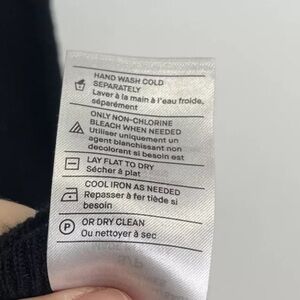 HAND WASH COLD
SEPARATELY
Laver à la main à l'eau froide,
séparément
ONLY NON-CHLORINE
BLEACH WHEN NEEDED
Utiliser uniquement un
agent blanchissant non
decolorant si besoin est
LAY FLAT TO DRY
Sécher à plat
COOL IRON AS NEEDED
Repasser à fer tiède si
besoin
P
OR DRY CLEAN
Ou nettoyer à sec